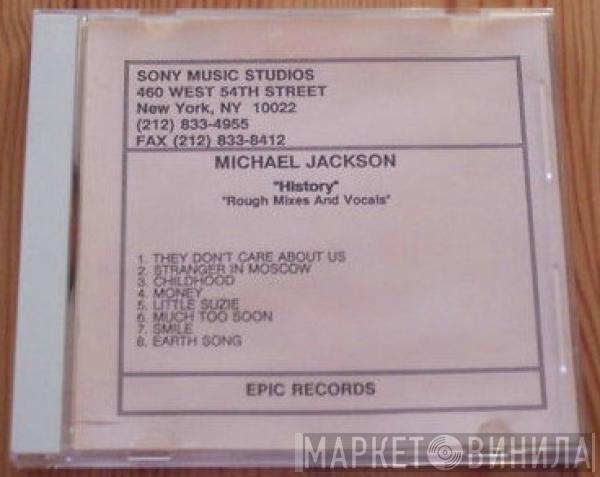 SONY MUSIC STUDIOS
460 WEST 54TH STREET
New York, NY 10022
(212) 833-4955
FAX (212) 833-8412
MICHAEL JACKSON
"History"
"Rough Mixes And Vocals"
1. THEY DON'T CARE ABOUT US
2. STRANGER IN MOSCOW
3. CHILDHOOD
4. MONEY
5. LITTLE SUZIE
6. MUCH TOO SOON
7. SMILE
8. EARTH SONG
EPIC RECORDS
МАРКЕТ ВИНИЛА